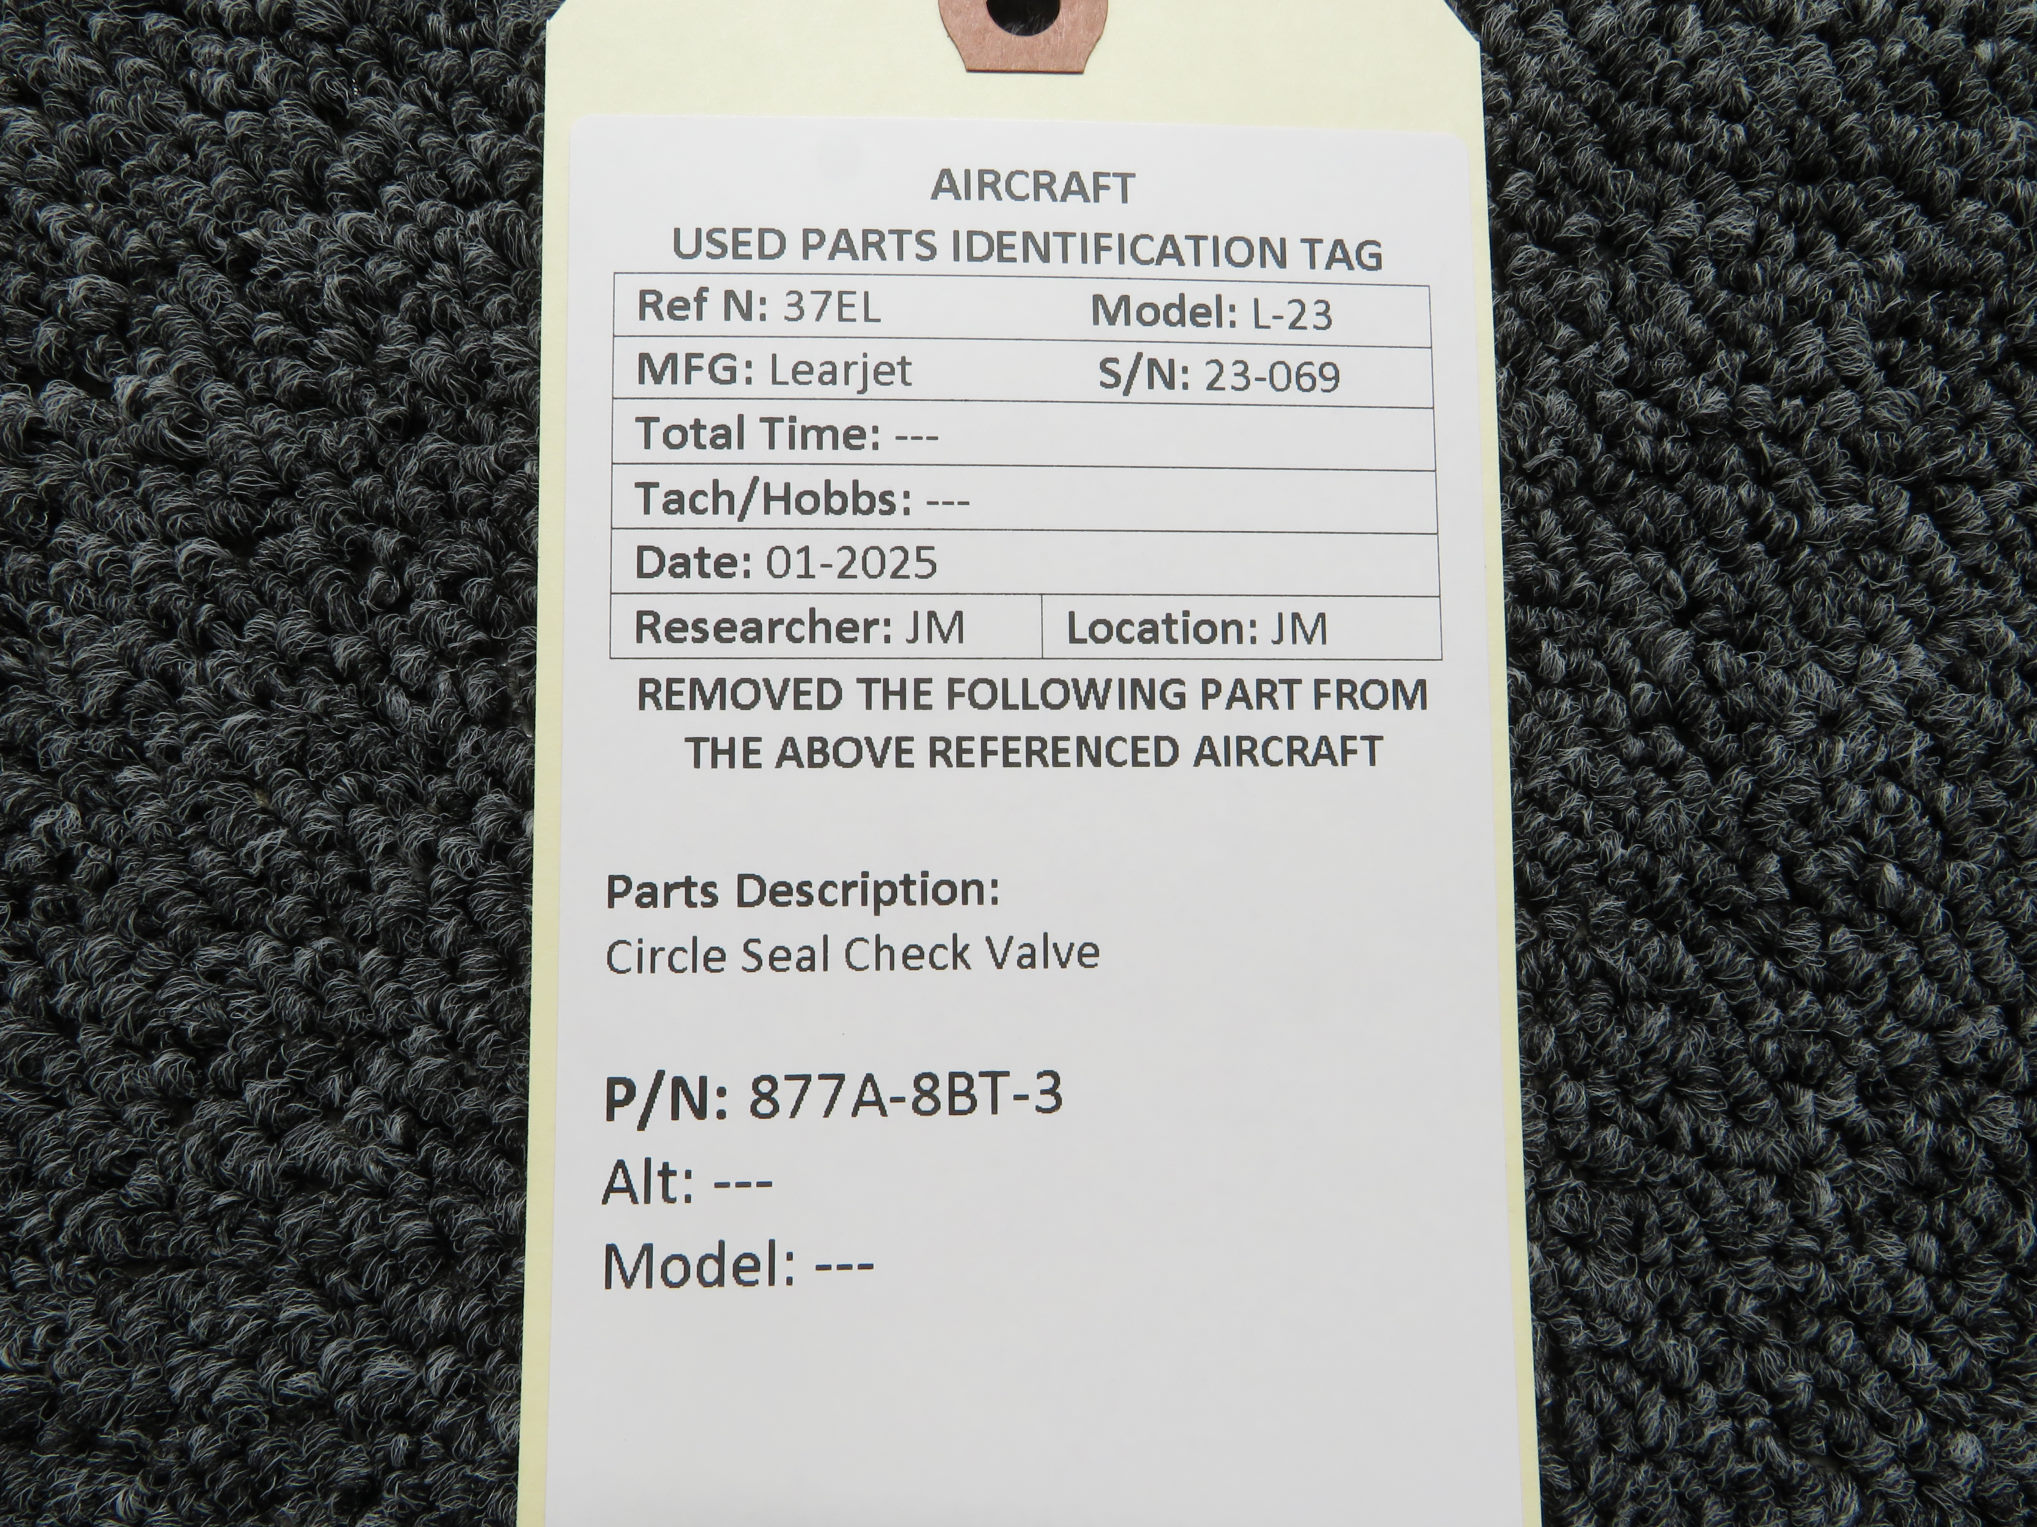 AIRCRAFT
USED PARTS IDENTIFICATION TAG
Ref N: 37EL Model: L-23
MFG: Learjet S/N: 23-069
Total Time: ---
Tach/Hobbs: ---
Date: 01-2025
Researcher: JM Location: JM
REMOVED THE FOLLOWING PART FROM
THE ABOVE REFERENCED AIRCRAFT
Parts Description:
Circle Seal Check Valve
P/N: 877A-8BT-3
Alt: ---
Model: ---